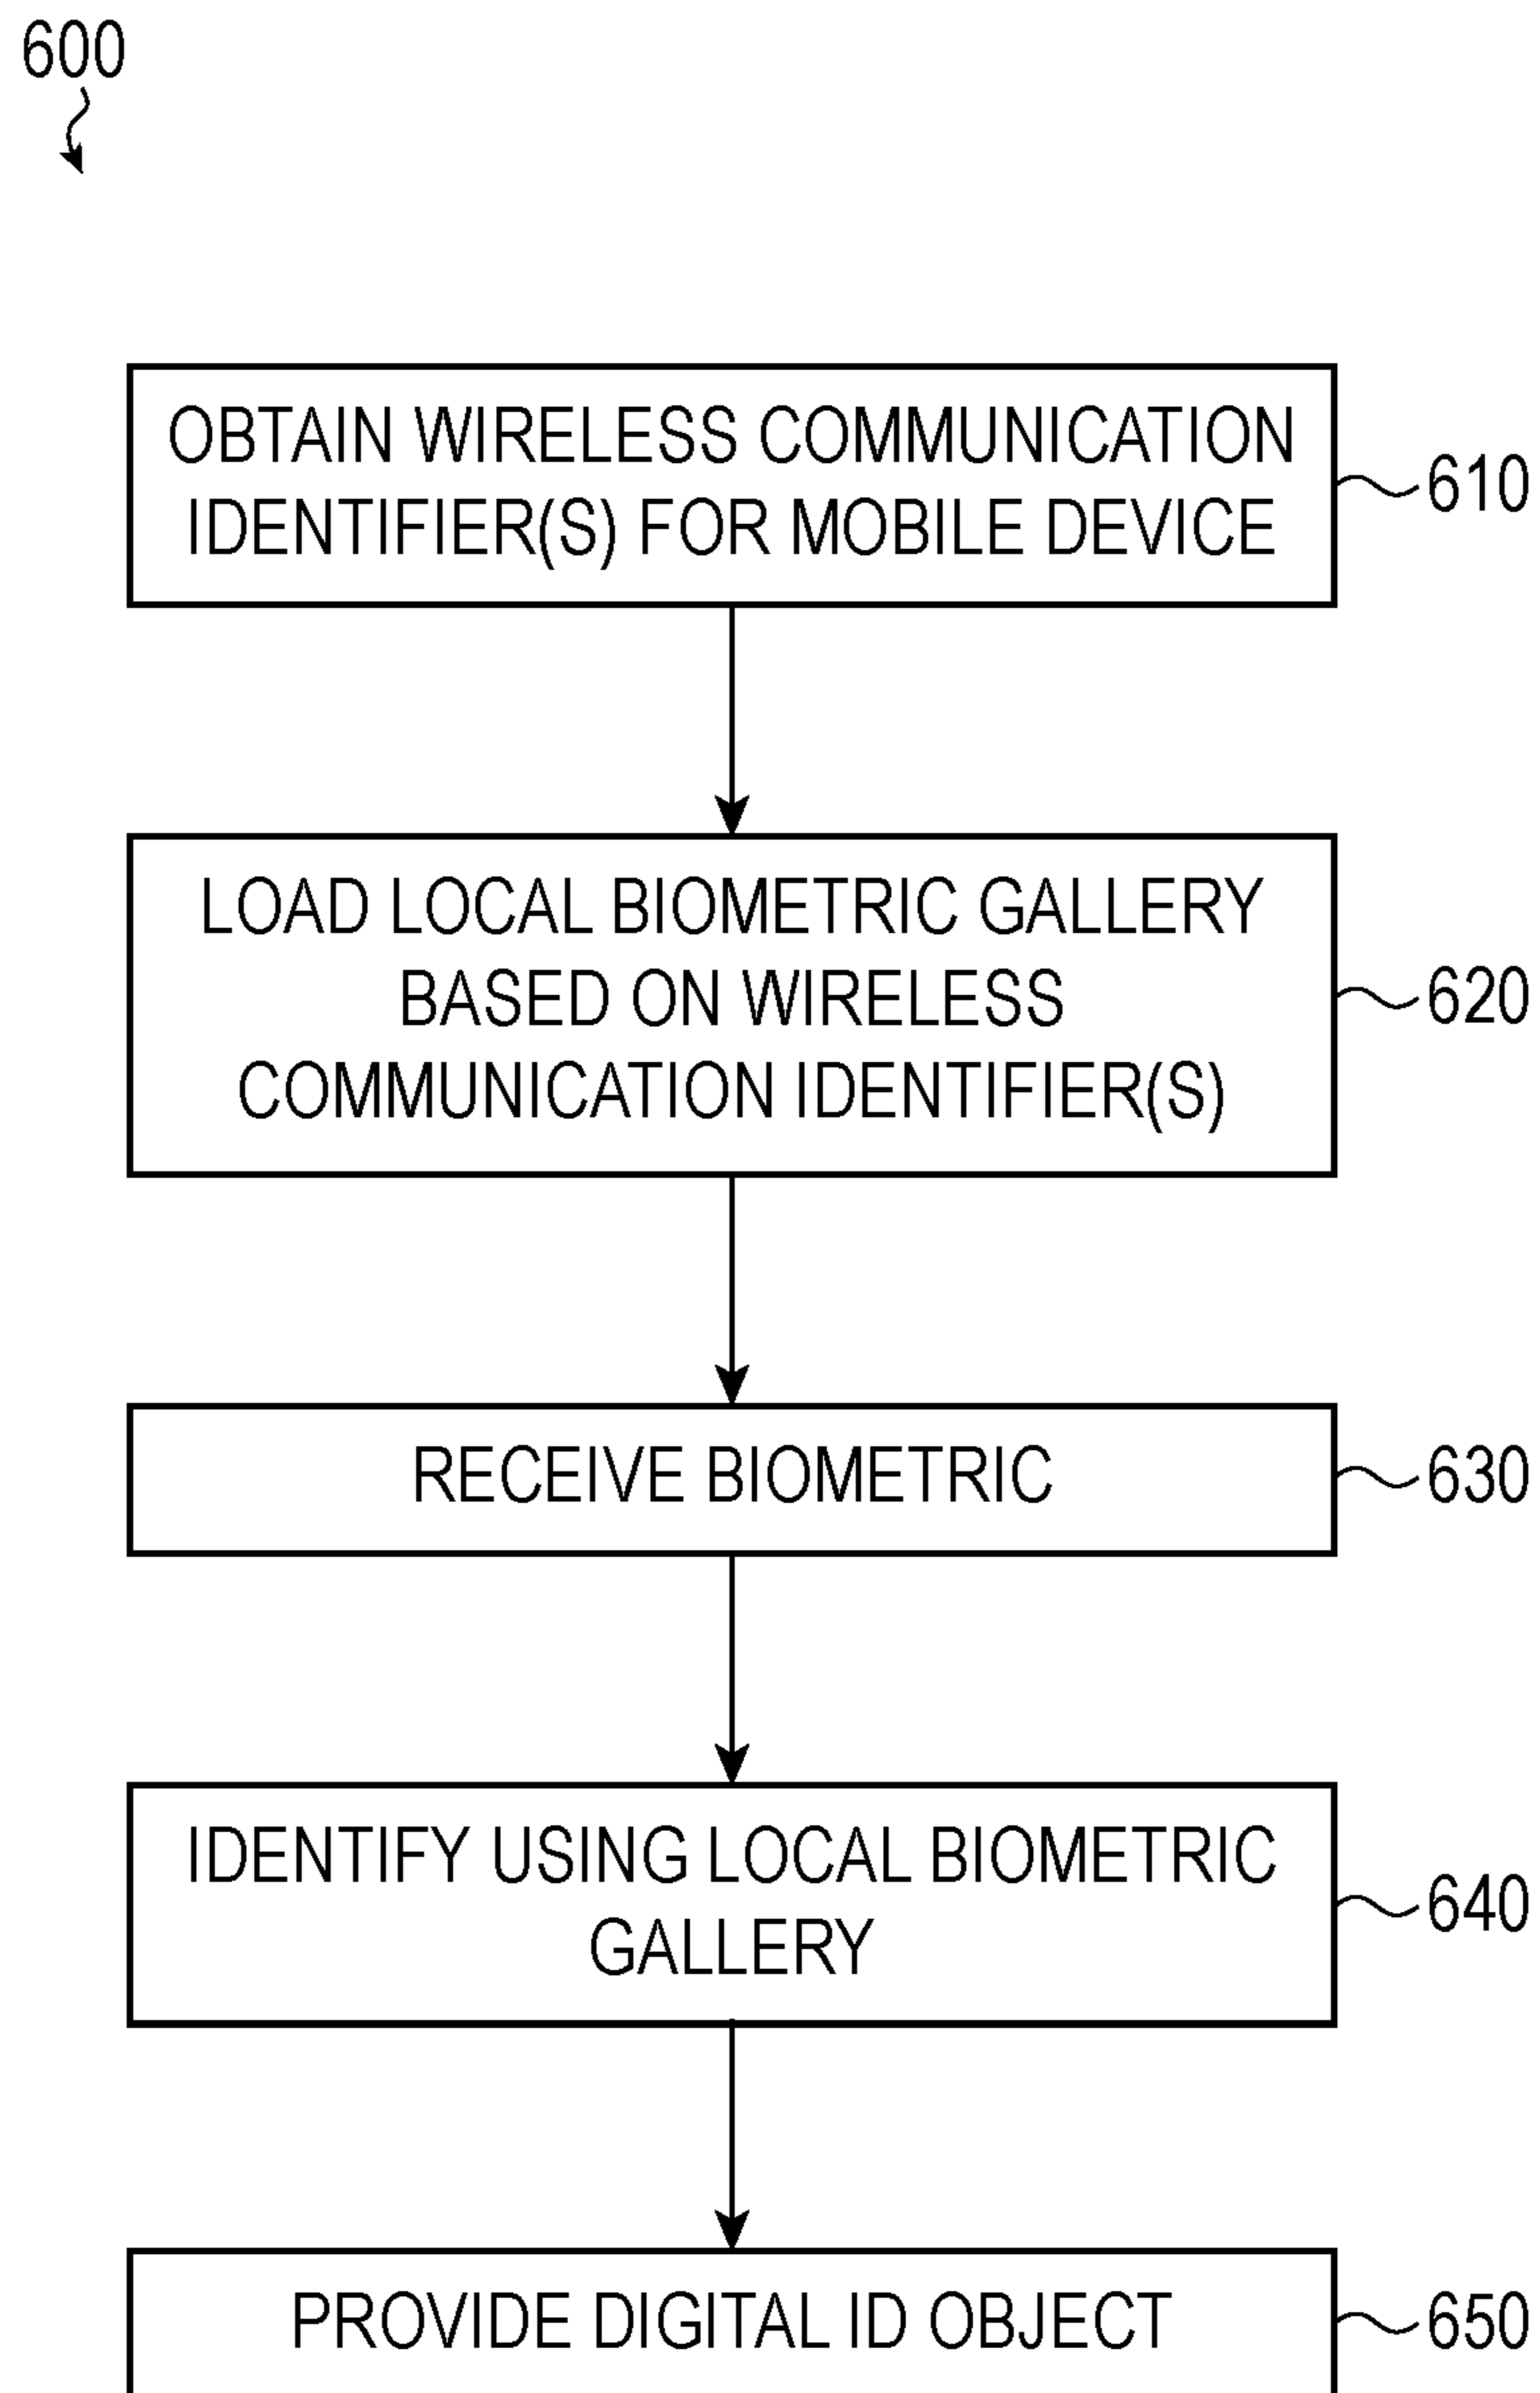 600
OBTAIN WIRELESS COMMUNICATION
IDENTIFIER(S) FOR MOBILE DEVICE
610
LOAD LOCAL BIOMETRIC GALLERY
BASED ON WIRELESS
COMMUNICATION IDENTIFIER(S)
620
RECEIVE BIOMETRIC
630
IDENTIFY USING LOCAL BIOMETRIC
GALLERY
640
PROVIDE DIGITAL ID OBJECT
650